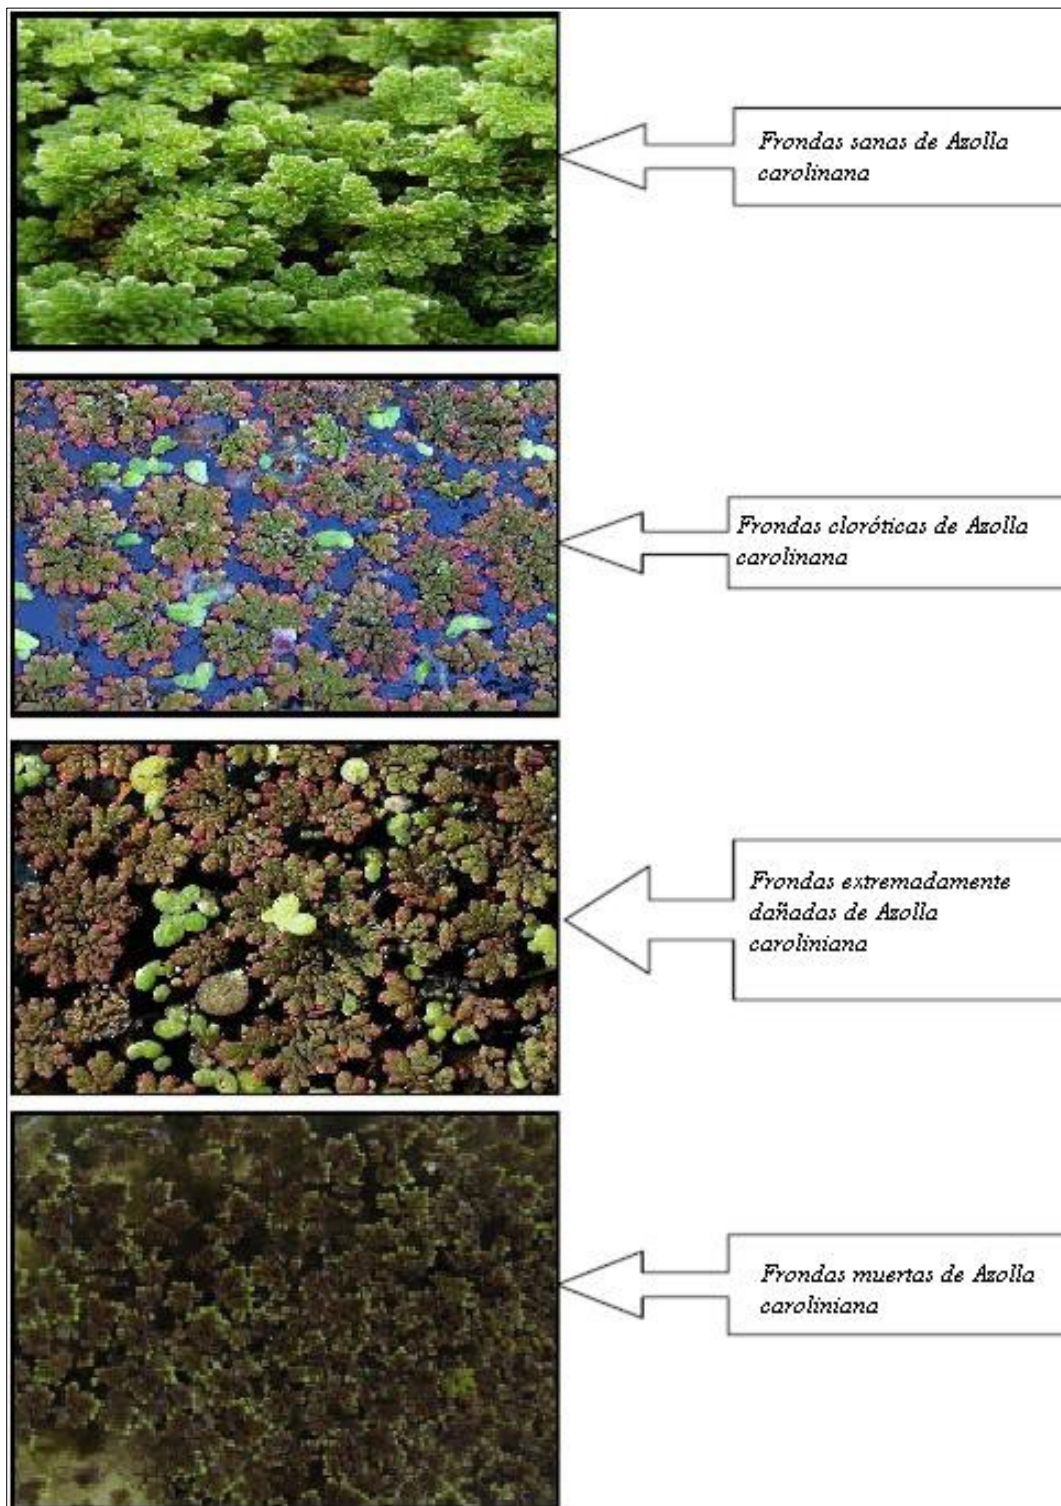 Frondas sanas de Azolla
carolinana
Frondas cloróticas de Azolla
carolinana
Frondas extremadamente
dañadas de Azolla
caroliniana
Frondas muertas de Azolla
caroliniana